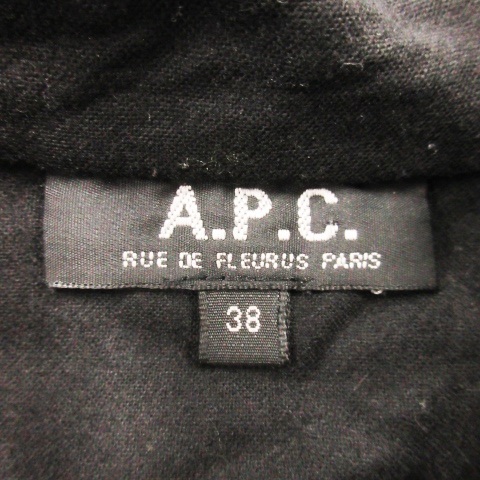 A.P.C.
RUE DE FLEURUS PARIS
38